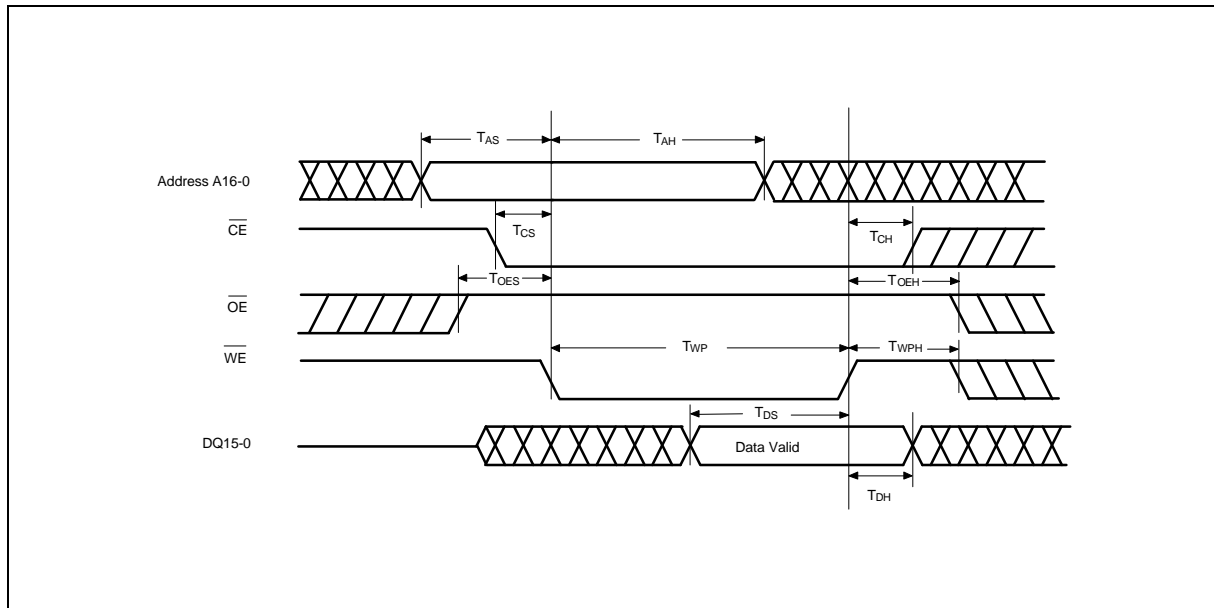 TAS
TAH
Address A16-0
CE
TCS
TCH
TOES
TOEH
OE
WE
TWP
TWPH
TDS
DQ15-0
Data Valid
TDH